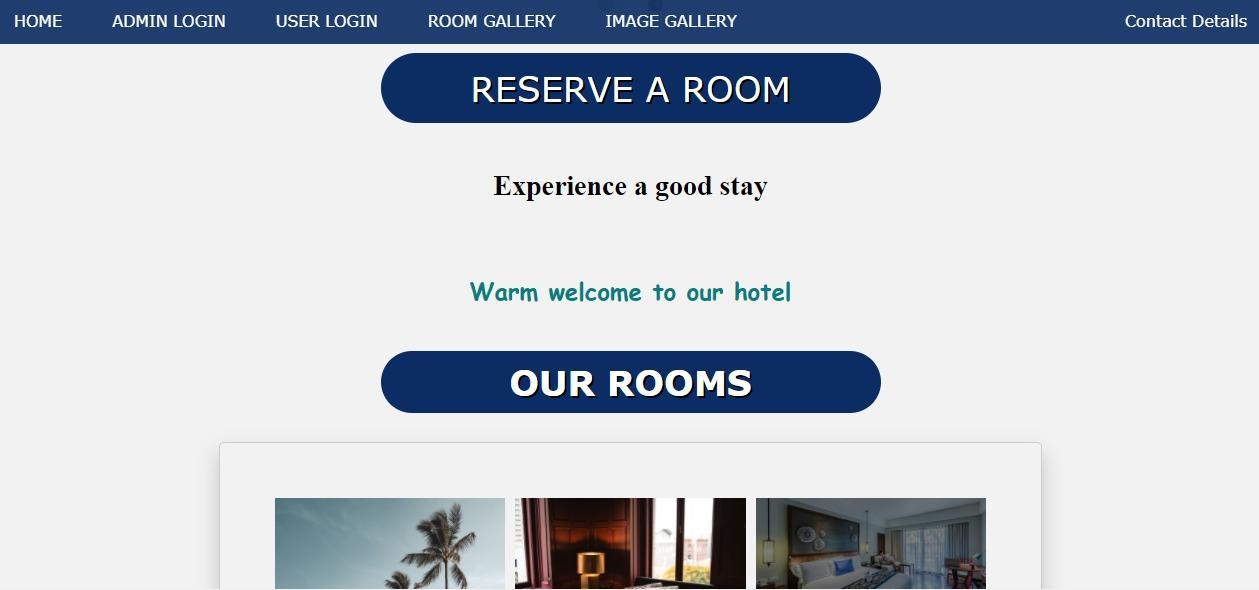 HOME ADMIN LOGIN USER LOGIN ROOM GALLERY IMAGE GALLERY Contact Details
RESERVE A ROOM
Experience a good stay
Warm welcome to our hotel
OUR ROOMS